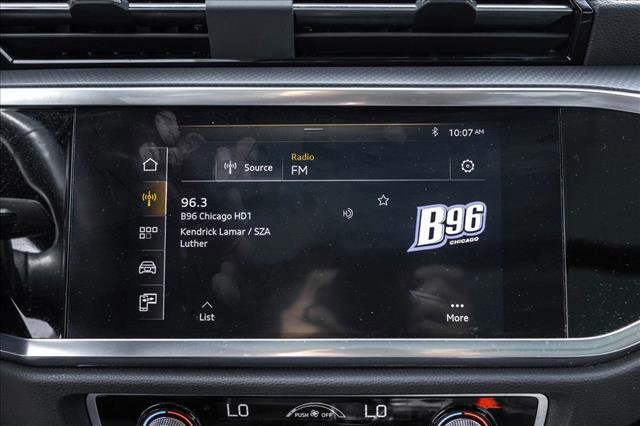 10:07 AM
Source
Radio
FM
96.3
B96 Chicago HD1
Kendrick Lamar / SZA
Luther
B96
CHICAGO
List
More
LO
PUSH OFF
LO